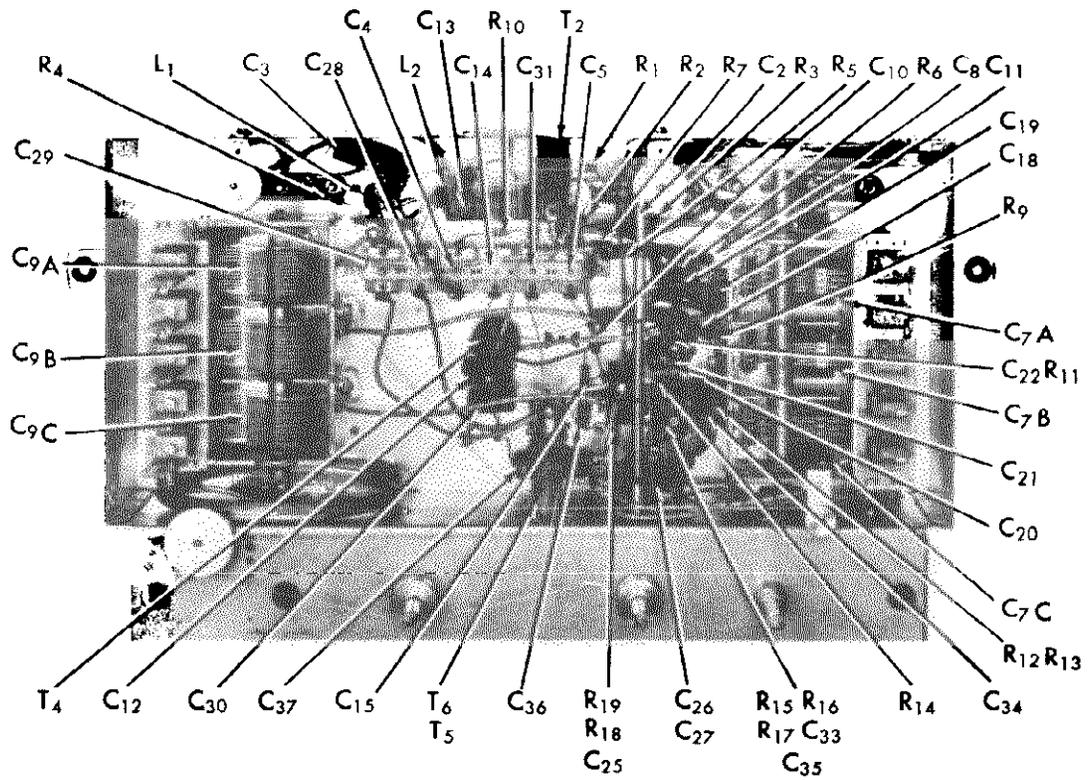 C4 C13 R10 T2
R4 L1 C3 C28 L2 C14 C31 C5 R1 R2 R7 C2 R3 R5 C10 R6 C8 C11
C19
C29 C18
R9
C9A
C7A
C9B C22 R11
C7B
C9C
C21
C20
C7C
R12 R13
T4 C12 C30 C37 C15 T6 C36 R19 C26 R15 R16 R14 C34
T5 R18 C27 R17 C33
C25 C35